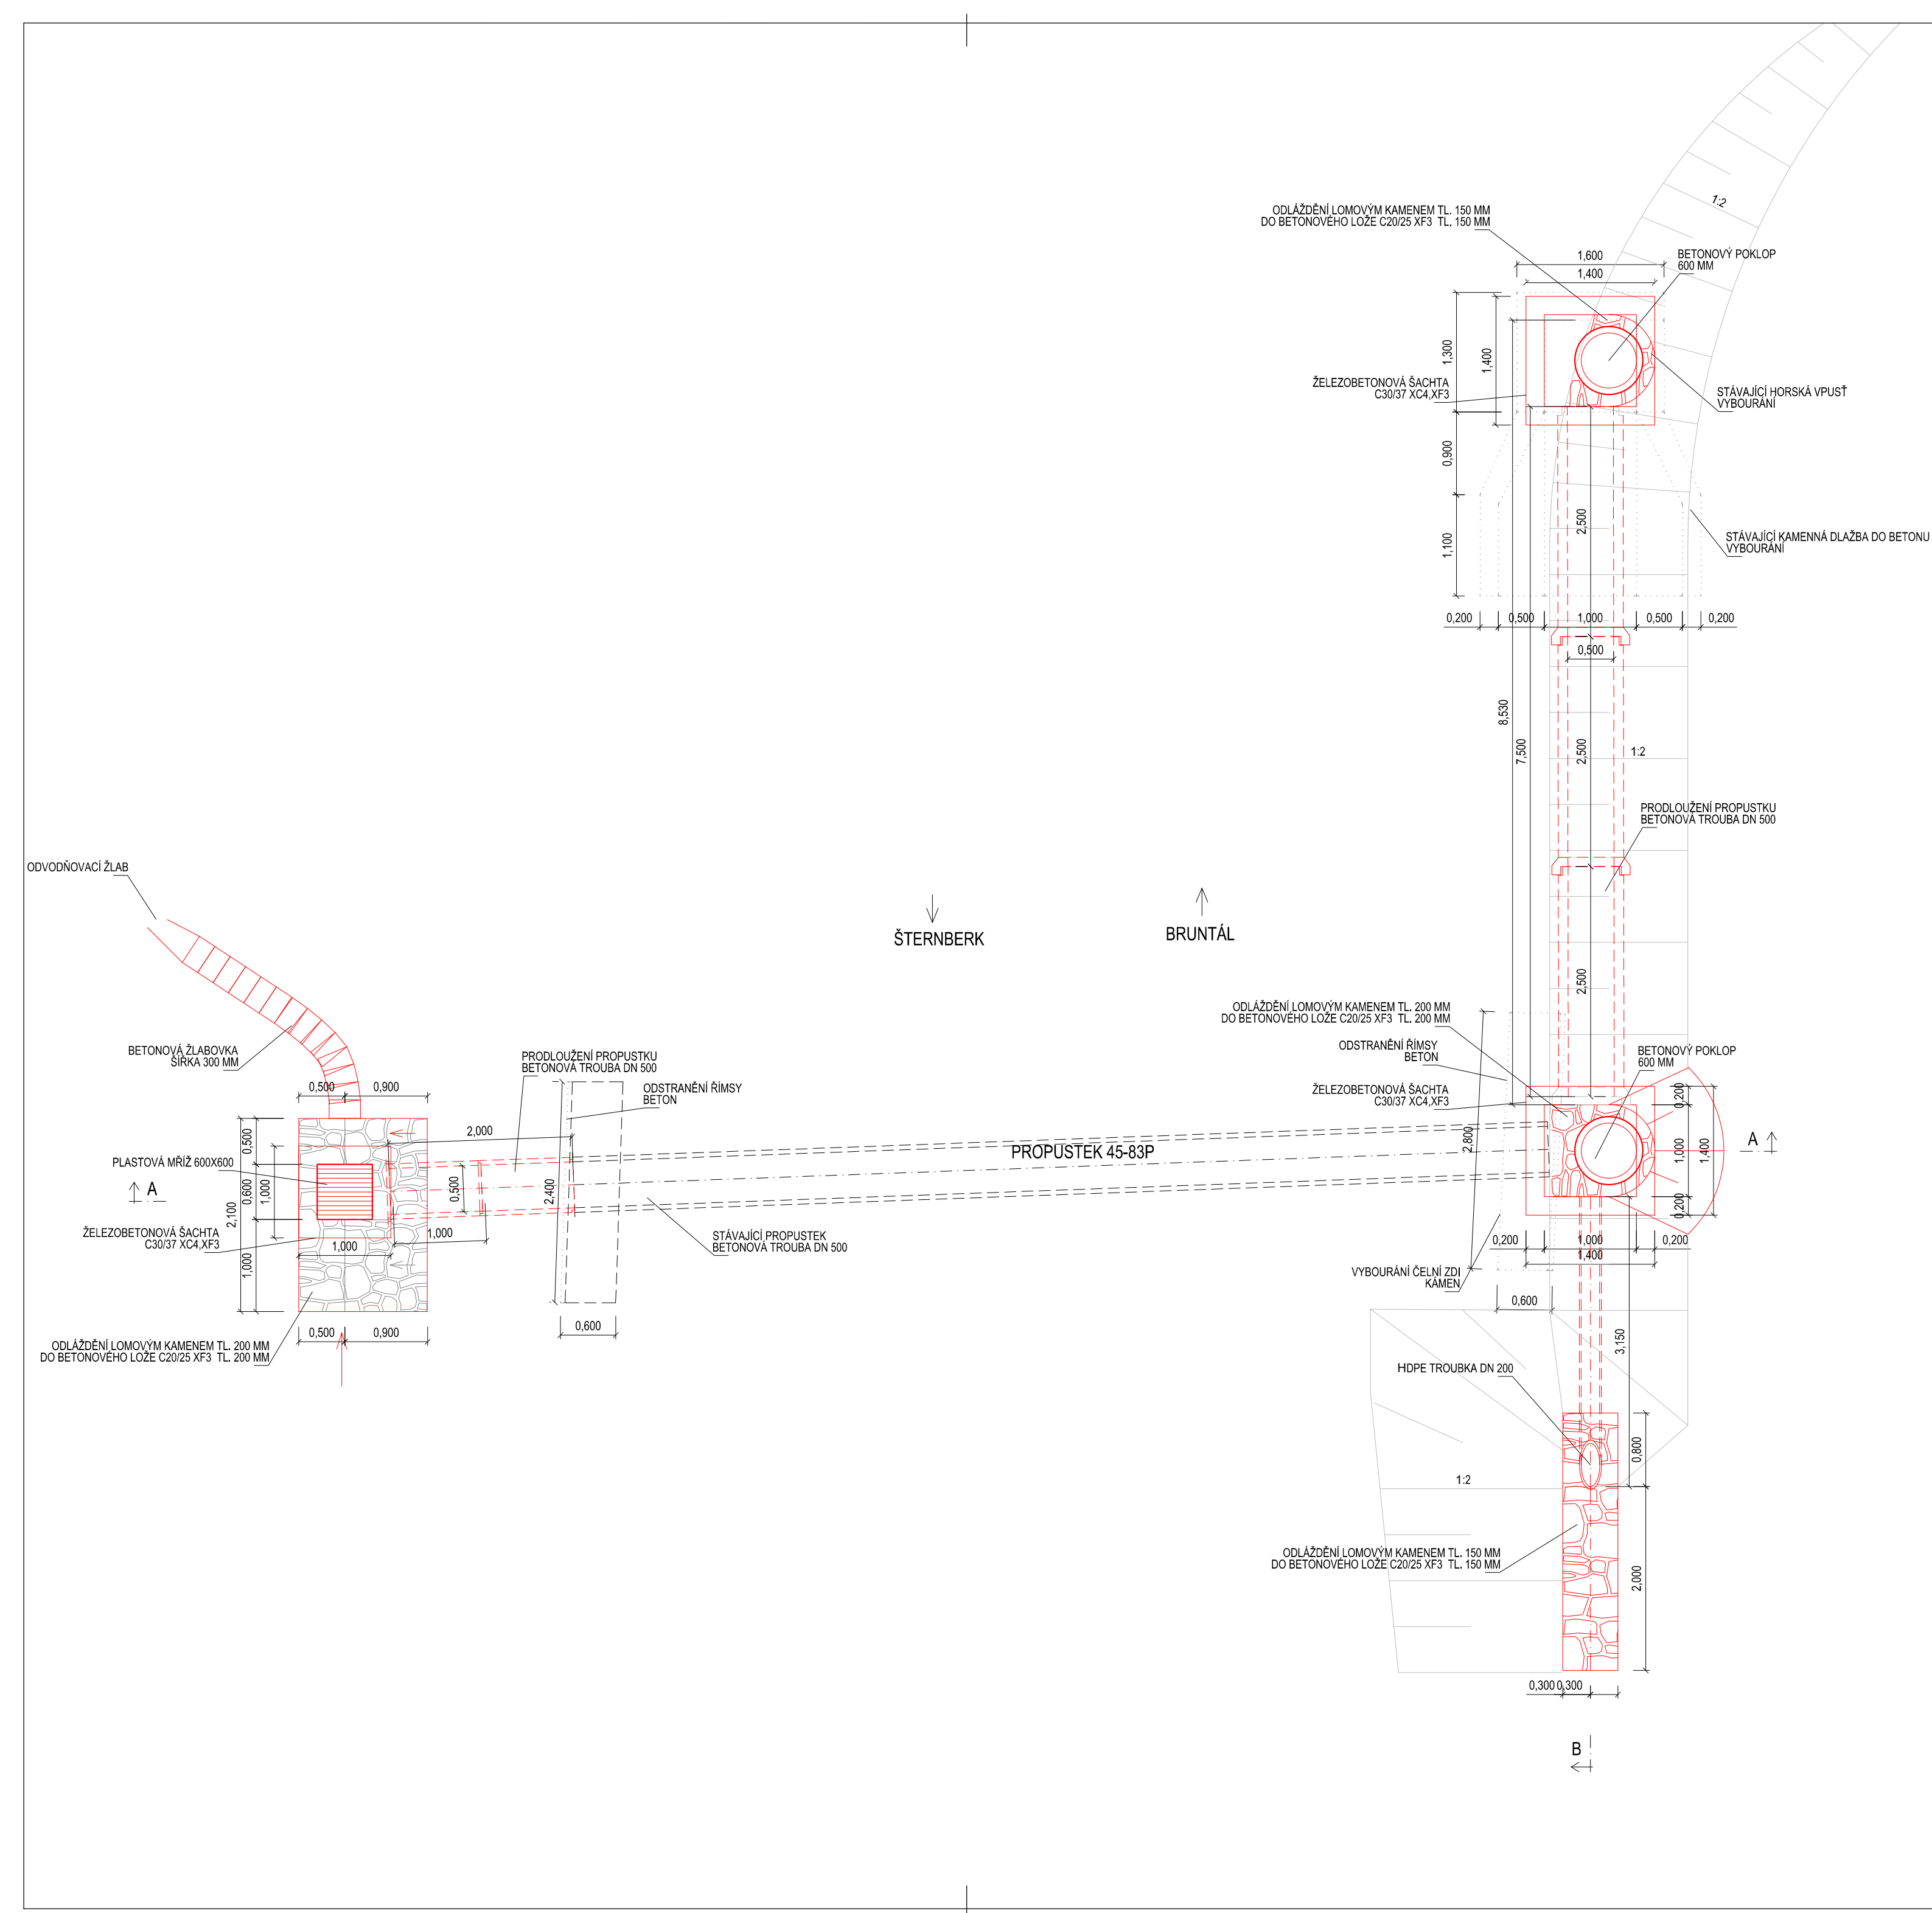 ODLÁŽDĚNÍ LOMOVÝM KAMENEM TL. 150 MM
DO BETONOVÉHO LOŽE C20/25 XF3 TL. 150 MM
1:2
BETONOVÝ POKLOP
600 MM
1,600
1,400
1,300
1,400
ŽELEZOBETONOVÁ ŠACHTA
C30/37 XC4,XF3
STÁVAJÍCÍ HORSKÁ VPUSŤ
VYBOURÁNÍ
0,900
1,100
2,500
STÁVAJÍCÍ KAMENNÁ DLAŽBA DO BETONU
VYBOURÁNÍ
0,200
0,500
1,000
0,500
0,200
0,500
8,530
7,500
2,500
1:2
PRODLOUŽENÍ PROPUSTKU
BETONOVÁ TROUBA DN 500
2,500
ODVODŇOVACÍ ŽLAB
ŠTERNBERK
BRUNTÁL
ODLÁŽDĚNÍ LOMOVÝM KAMENEM TL. 200 MM
DO BETONOVÉHO LOŽE C20/25 XF3 TL. 200 MM
ODSTRANĚNÍ ŘÍMSY
BETON
BETONOVÝ POKLOP
600 MM
ŽELEZOBETONOVÁ ŠACHTA
C30/37 XC4,XF3
BETONOVÁ ŽLABOVKA
ŠÍŘKA 300 MM
PRODLOUŽENÍ PROPUSTKU
BETONOVÁ TROUBA DN 500
ODSTRANĚNÍ ŘÍMSY
BETON
0,500
0,900
2,000
0,500
0,600
1,000
2,100
1,000
PLASTOVÁ MŘÍŽ 600X600
A
ŽELEZOBETONOVÁ ŠACHTA
C30/37 XC4,XF3
1,000
1,000
0,500
2,400
PROPUSTEK 45-83P
STÁVAJÍCÍ PROPUSTEK
BETONOVÁ TROUBA DN 500
2,800
0,200
1,000
1,400
0,200
A
0,200
1,000
0,200
1,400
VYBOURÁNÍ ČELNÍ ZDI
KÁMEN
0,600
0,600
0,500
0,900
ODLÁŽDĚNÍ LOMOVÝM KAMENEM TL. 200 MM
DO BETONOVÉHO LOŽE C20/25 XF3 TL. 200 MM
3,150
HDPE TROUBKA DN 200
0,800
1:2
ODLÁŽDĚNÍ LOMOVÝM KAMENEM TL. 150 MM
DO BETONOVÉHO LOŽE C20/25 XF3 TL. 150 MM
2,000
0,300
0,300
B